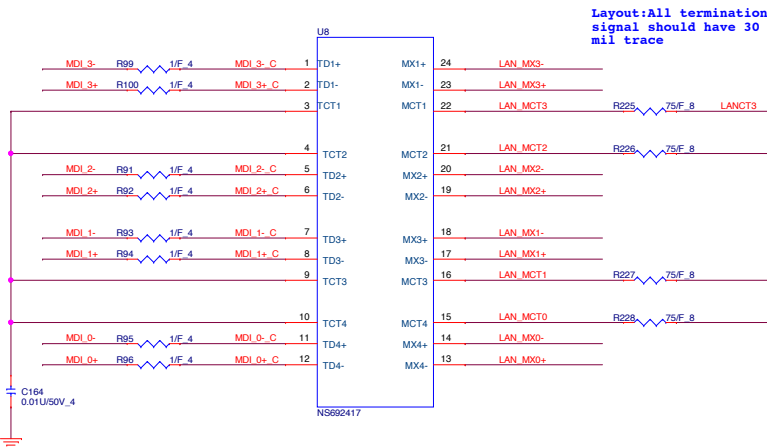 Layout:All termination
signal should have 30
mil trace
U8
MDI_3- R99 1/F_4 MDI_3-_C 1 TD1+ MX1+ 24 LAN_MX3-
MDI_3+ R100 1/F_4 MDI_3+_C 2 TD1- MX1- 23 LAN_MX3+
3 TCT1 MCT1 22 LAN_MCT3 R225 75/F_8 LANCT3
4 TCT2 MCT2 21 LAN_MCT2 R226 75/F_8
MDI_2- R91 1/F_4 MDI_2-_C 5 TD2+ MX2+ 20 LAN_MX2-
MDI_2+ R92 1/F_4 MDI_2+_C 6 TD2- MX2- 19 LAN_MX2+
MDI_1- R93 1/F_4 MDI_1-_C 7 TD3+ MX3+ 18 LAN_MX1-
MDI_1+ R94 1/F_4 MDI_1+_C 8 TD3- MX3- 17 LAN_MX1+
9 TCT3 MCT3 16 LAN_MCT1 R227 75/F_8
10 TCT4 MCT4 15 LAN_MCT0 R228 75/F_8
MDI_0- R95 1/F_4 MDI_0-_C 11 TD4+ MX4+ 14 LAN_MX0-
MDI_0+ R96 1/F_4 MDI_0+_C 12 TD4- MX4- 13 LAN_MX0+
C164
0.01U/50V_4
NS692417